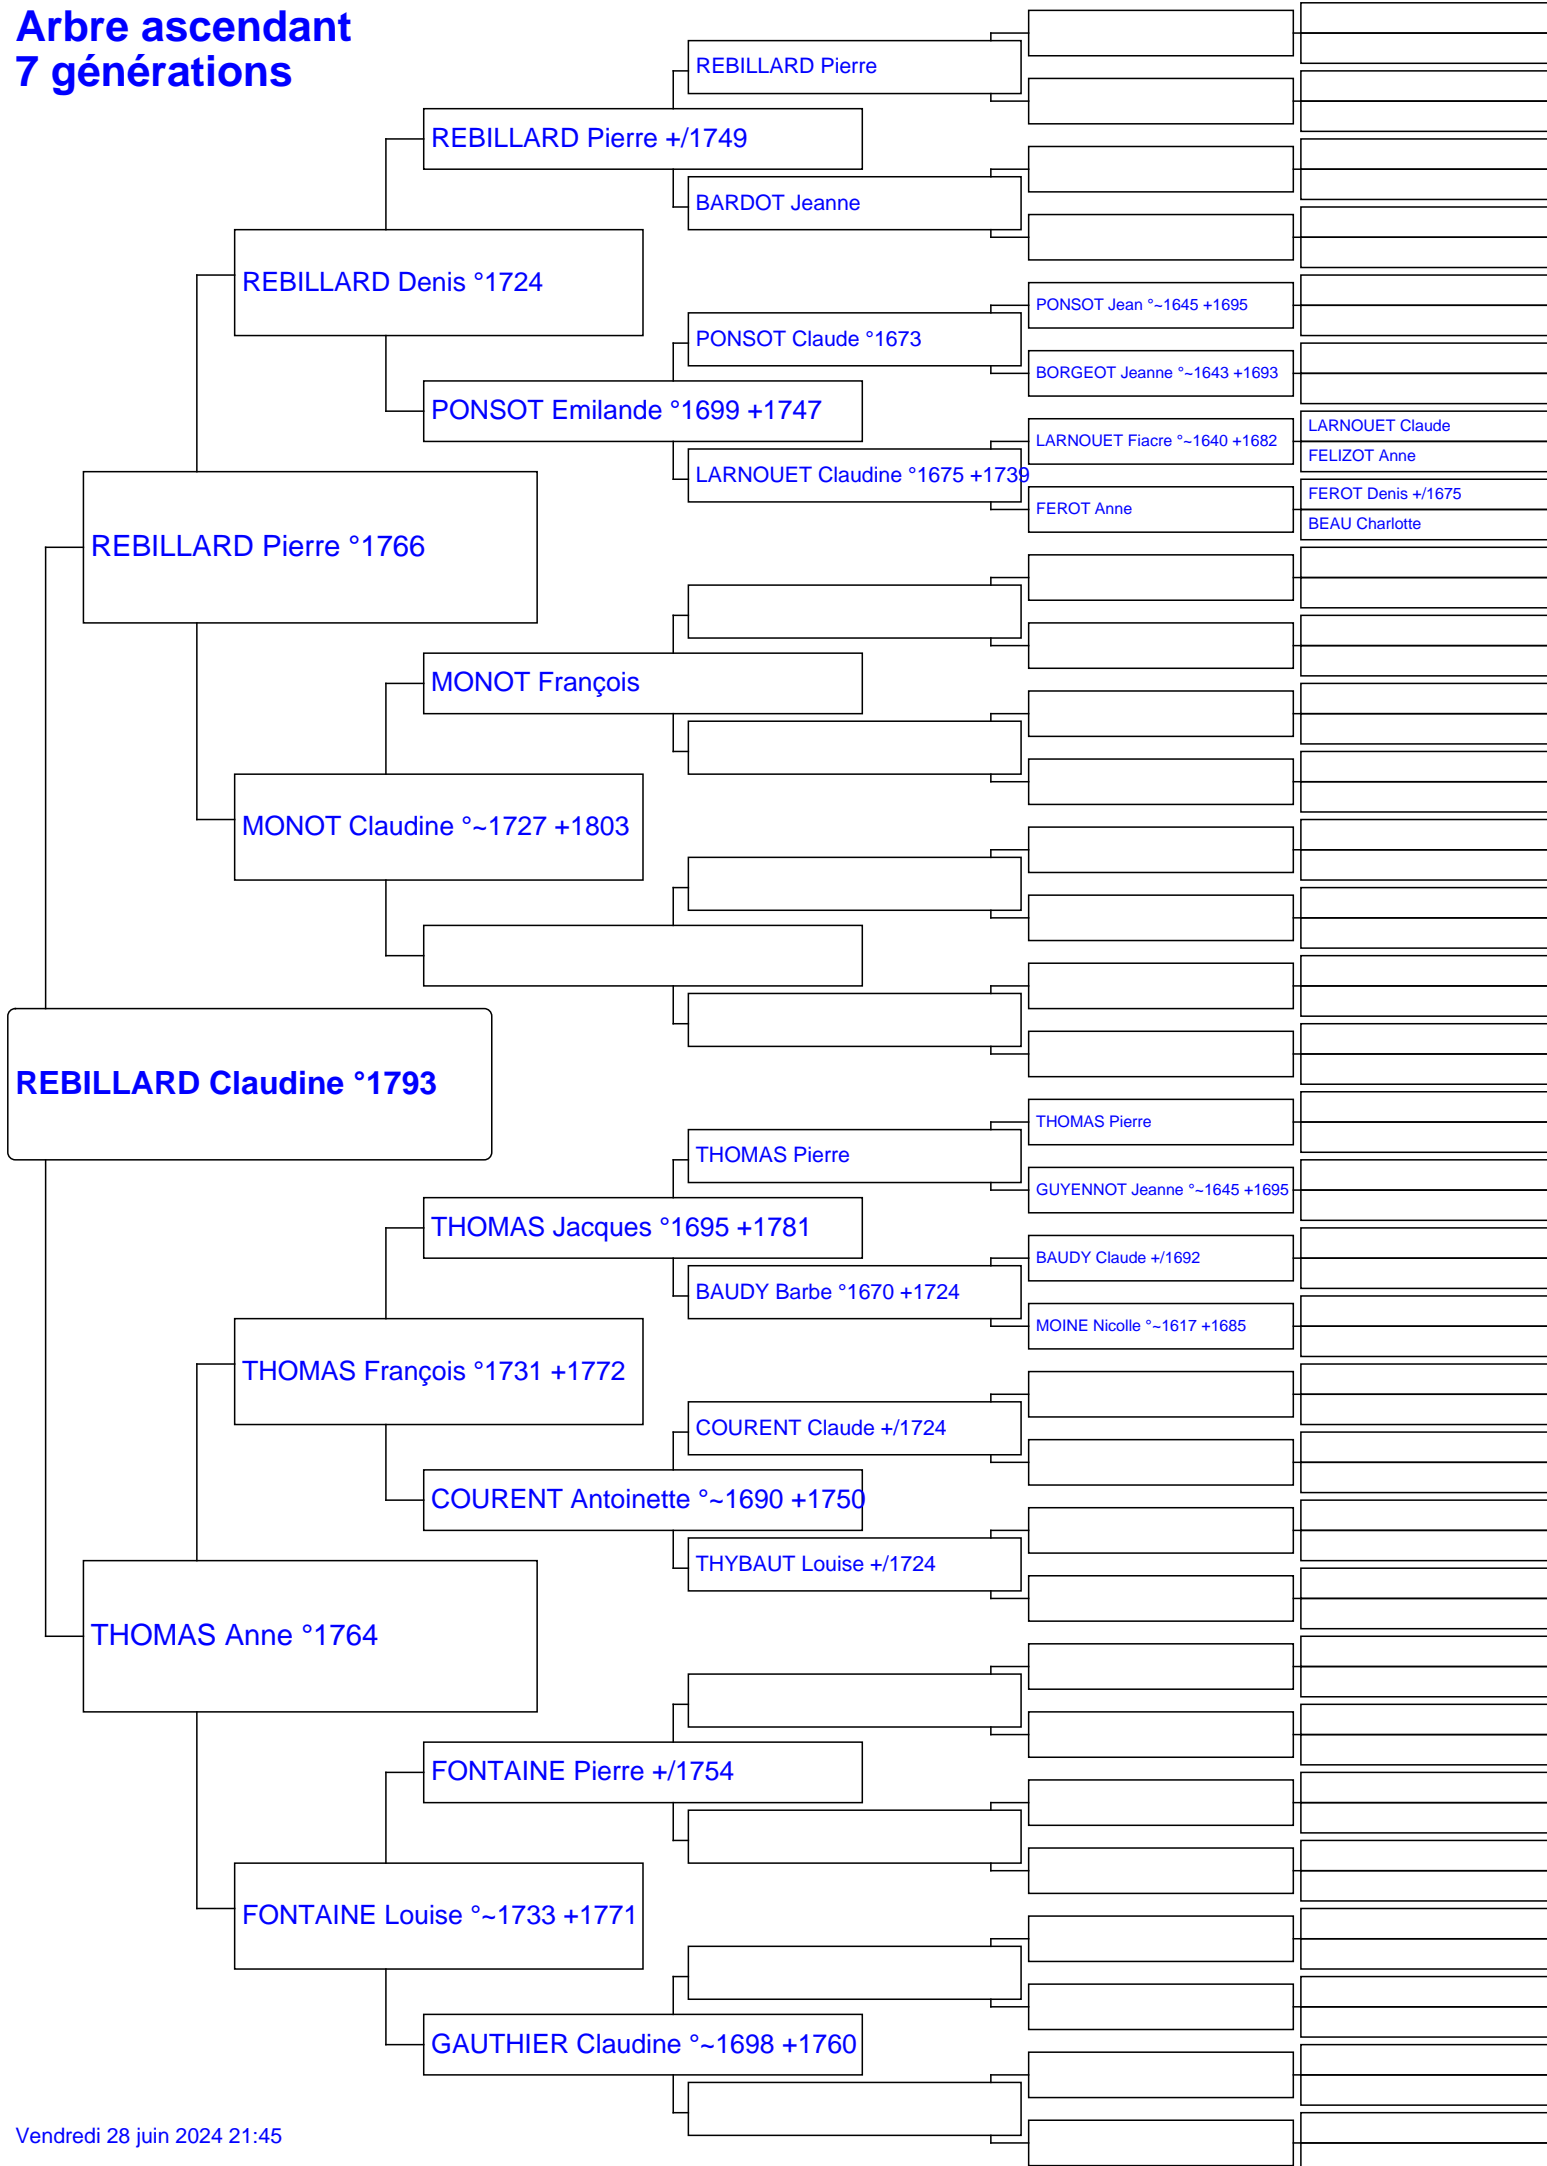 Arbre ascendant
7 générations
REBILLARD Pierre
REBILLARD Pierre +/1749
BARDOT Jeanne
REBILLARD Denis °1724
PONSOT Jean °~1645 +1695
PONSOT Claude °1673
BORGEOT Jeanne °~1643 +1693
PONSOT Emilande °1699 +1747
LARNOUET Claude
LARNOUET Fiacre °~1640 +1682
FELIZOT Anne
LARNOUET Claudine °1675 +1739
FEROT Denis +/1675
FEROT Anne
BEAU Charlotte
REBILLARD Pierre °1766
MONOT François
MONOT Claudine °~1727 +1803
REBILLARD Claudine °1793
THOMAS Pierre
THOMAS Pierre
GUYENNOT Jeanne °~1645 +1695
THOMAS Jacques °1695 +1781
BAUDY Claude +/1692
BAUDY Barbe °1670 +1724
MOINE Nicolle °~1617 +1685
THOMAS François °1731 +1772
COURENT Claude +/1724
COURENT Antoinette °~1690 +1750
THYBAUT Louise +/1724
THOMAS Anne °1764
FONTAINE Pierre +/1754
FONTAINE Louise °~1733 +1771
GAUTHIER Claudine °~1698 +1760
Vendredi 28 juin 2024 21:45